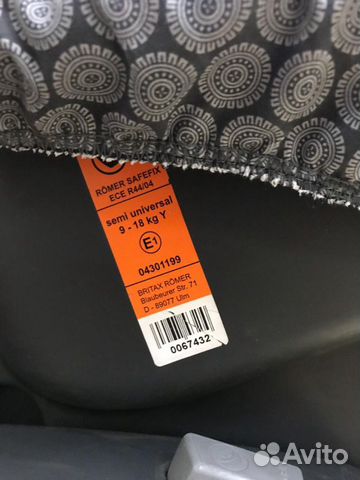 RÖMER SAFEFIX
ECE R44/04
semi universal
9 - 18 kg Y
E1
04301199
BRITAX RÖMER
Blaubeurer Str. 71
D - 89077 Ulm
0067432
Avito